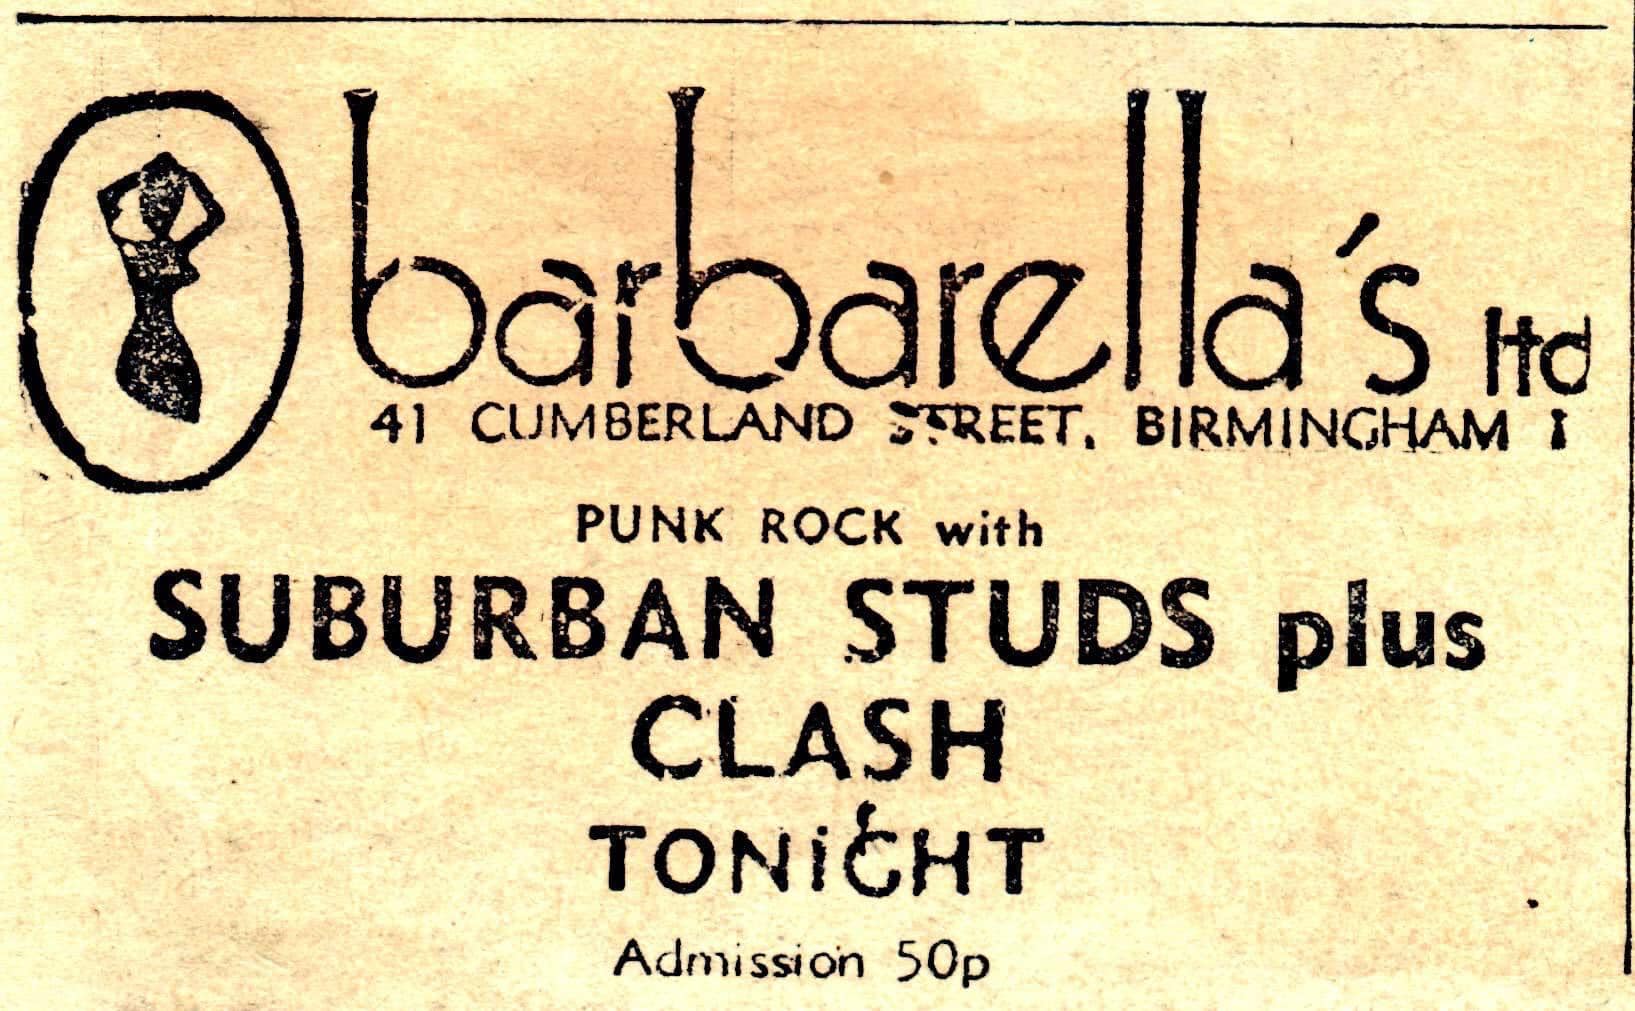 barbarella's ltd
41 CUMBERLAND STREET, BIRMINGHAM 1
PUNK ROCK with
SUBURBAN STUDS plus
CLASH
TONIGHT
Admission 50p